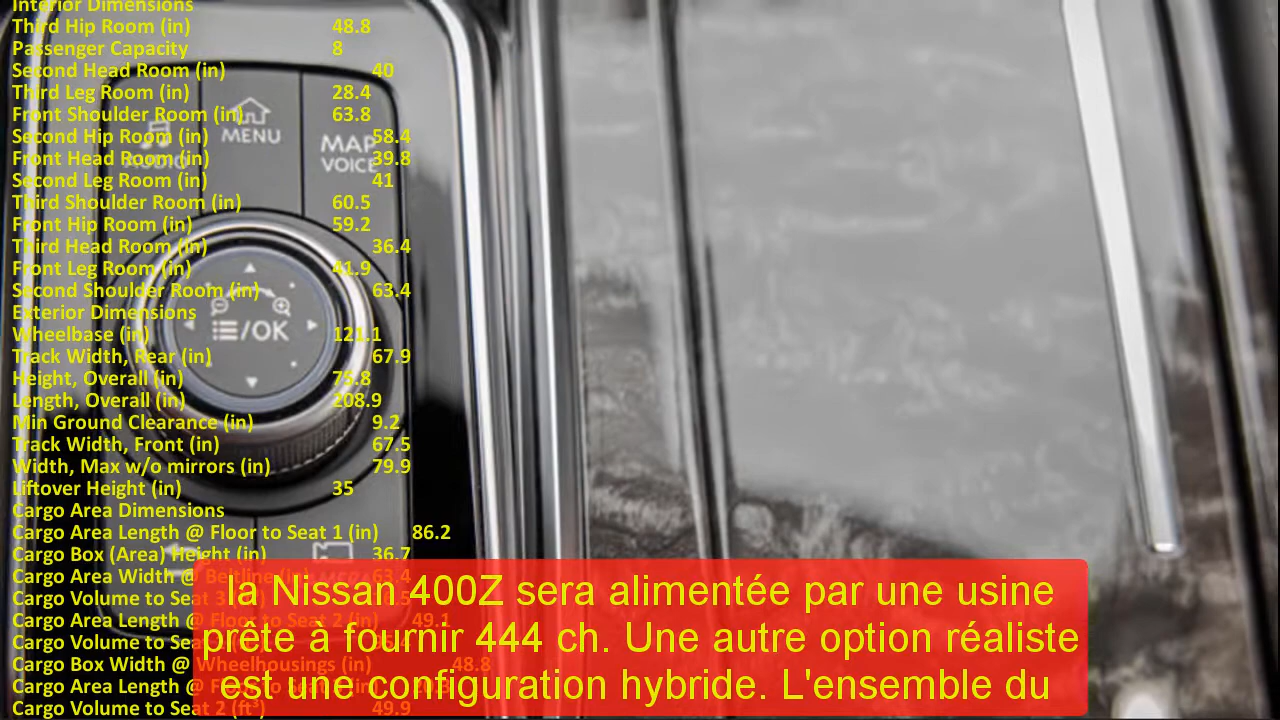 Interior Dimensions
Third Hip Room (in) 48.8
Passenger Capacity 8
Second Head Room (in) 40
Third Leg Room (in) 28.4
Front Shoulder Room (in) 63.8
Second Hip Room (in) 58.4
Front Head Room (in) 39.8
Second Leg Room (in) 41
Third Shoulder Room (in) 60.5
Front Hip Room (in) 59.2
Third Head Room (in) 36.4
Front Leg Room (in) 41.9
Second Shoulder Room (in) 63.4
Exterior Dimensions
Wheelbase (in) 121.1
Track Width, Rear (in) 67.9
Height, Overall (in) 75.8
Length, Overall (in) 208.9
Min Ground Clearance (in) 9.2
Track Width, Front (in) 67.5
Width, Max w/o mirrors (in) 79.9
Liftover Height (in) 35
Cargo Area Dimensions
Cargo Area Length @ Floor to Seat 1 (in) 86.2
Cargo Box (Area) Height (in) 36.7
Cargo Area Width @ Beltline (in) 63.4
Cargo Volume to Seat 3
Cargo Area Length @ Floor to Seat 2 (in) 49.1
Cargo Volume to Seat
Cargo Box Width @ Wheelhousings (in) 48.8
Cargo Area Length @
Cargo Volume to Seat 2 (ft³) 49.9
AUDIO
MENU
MAP
VOICE
/OK
la Nissan 400Z sera alimentée par une usine
prête à fournir 444 ch. Une autre option réaliste
est une configuration hybride. L'ensemble du